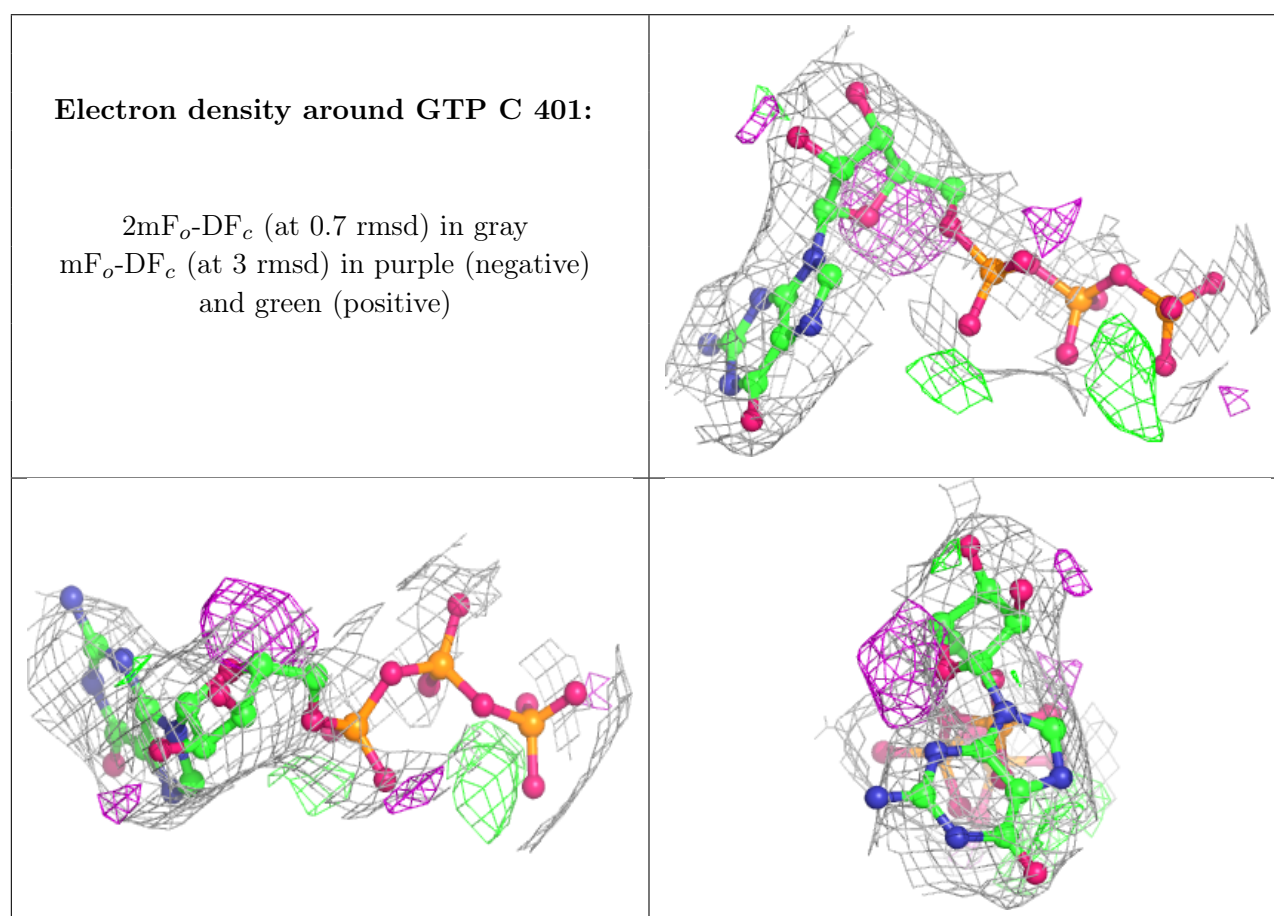 Electron density around GTP C 401:
2mFo-DFc (at 0.7 rmsd) in gray
mFo-DFc (at 3 rmsd) in purple (negative)
and green (positive)